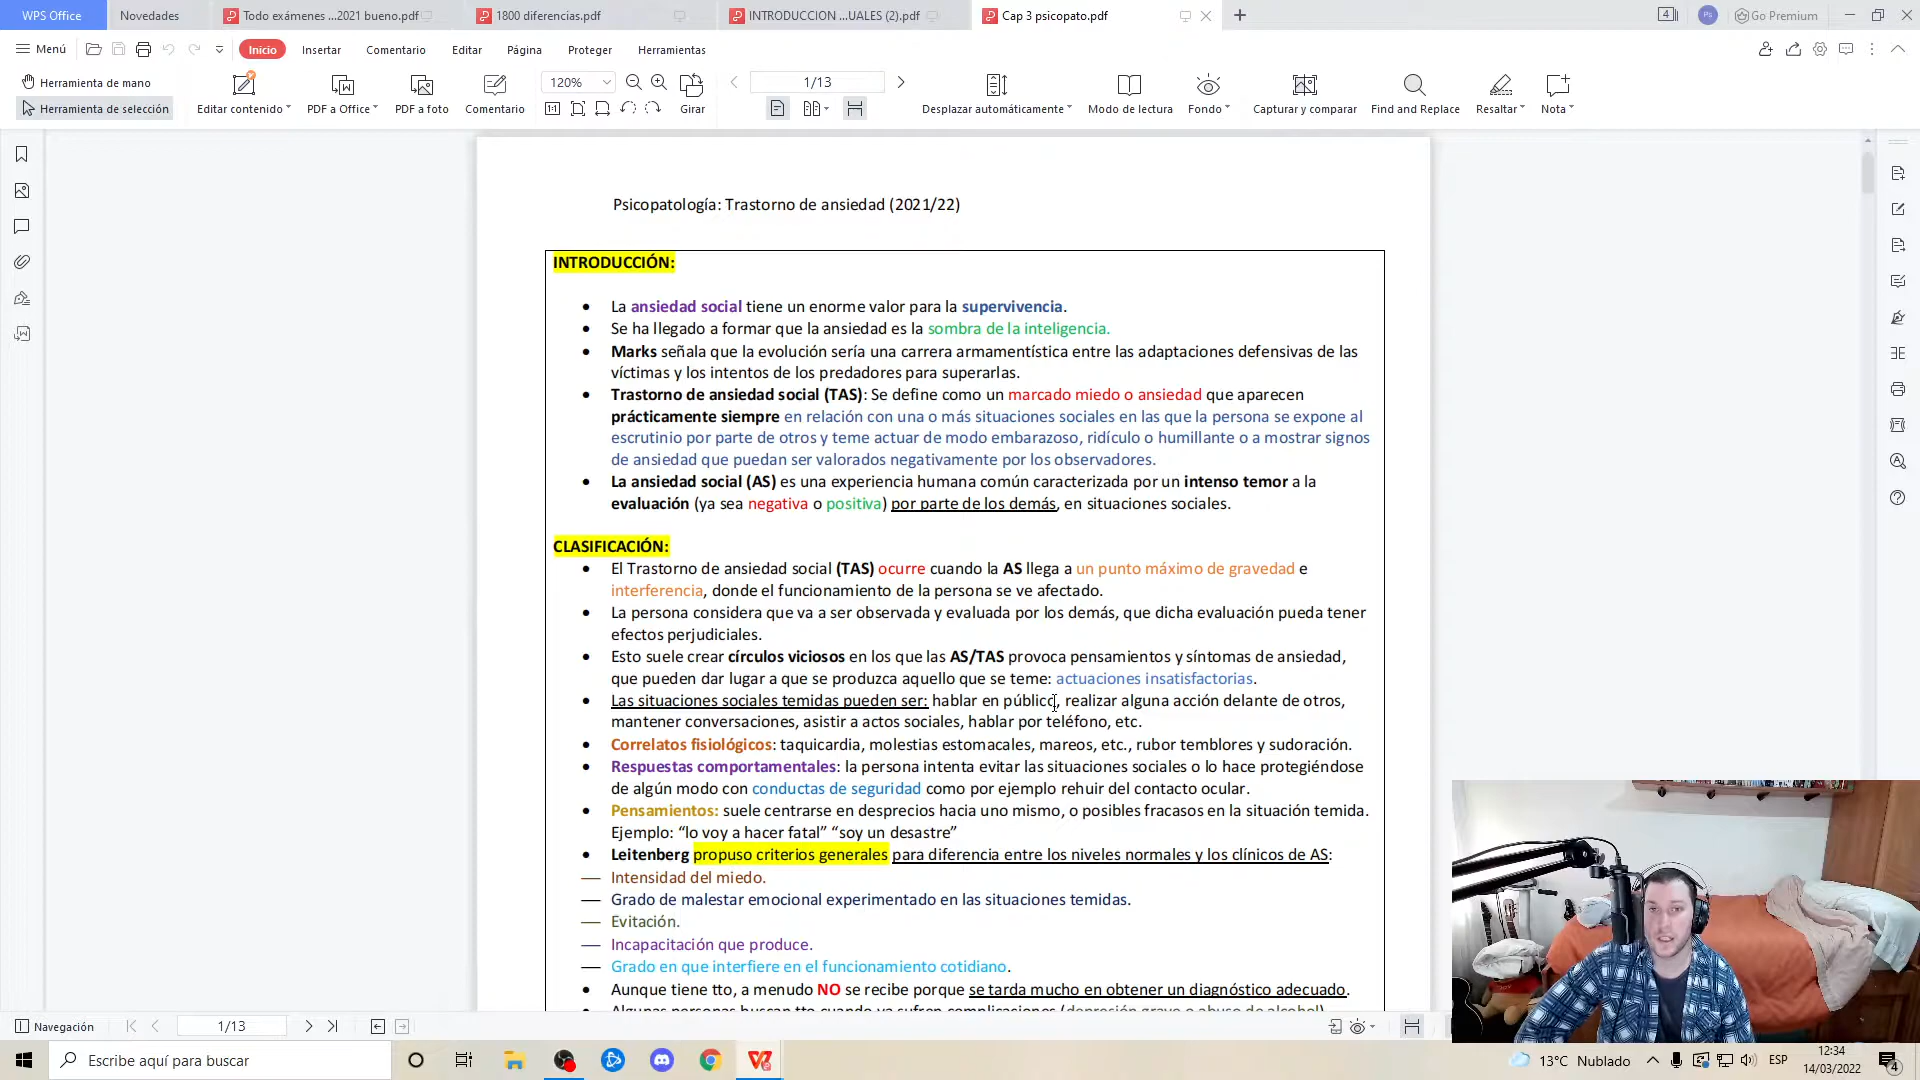 WPS Office
Novedades
Todo exámenes ...2021 bueno.pdf
1800 diferencias.pdf
INTRODUCCION ...UALES (2).pdf
Cap 3 psicopato.pdf
4
Ps
Go Premium
Menú
Inicio
Insertar
Comentario
Editar
Página
Proteger
Herramientas
Herramienta de mano
Herramienta de selección
Editar contenido
PDF a Office
PDF a foto
Comentario
120%
Girar
1/13
Desplazar automáticamente
Modo de lectura
Fondo
Capturar y comparar
Find and Replace
Resaltar
Nota
Psicopatología: Trastorno de ansiedad (2021/22)
INTRODUCCIÓN:
• La ansiedad social tiene un enorme valor para la supervivencia.
• Se ha llegado a formar que la ansiedad es la sombra de la inteligencia.
• Marks señala que la evolución sería una carrera armamentística entre las adaptaciones defensivas de las
víctimas y los intentos de los predadores para superarlas.
• Trastorno de ansiedad social (TAS): Se define como un marcado miedo o ansiedad que aparecen
prácticamente siempre en relación con una o más situaciones sociales en las que la persona se expone al
escrutinio por parte de otros y teme actuar de modo embarazoso, ridículo o humillante o a mostrar signos
de ansiedad que puedan ser valorados negativamente por los observadores.
• La ansiedad social (AS) es una experiencia humana común caracterizada por un intenso temor a la
evaluación (ya sea negativa o positiva) por parte de los demás, en situaciones sociales.
CLASIFICACIÓN:
• El Trastorno de ansiedad social (TAS) ocurre cuando la AS llega a un punto máximo de gravedad e
interferencia, donde el funcionamiento de la persona se ve afectado.
• La persona considera que va a ser observada y evaluada por los demás, que dicha evaluación pueda tener
efectos perjudiciales.
• Esto suele crear círculos viciosos en los que las AS/TAS provoca pensamientos y síntomas de ansiedad,
que pueden dar lugar a que se produzca aquello que se teme: actuaciones insatisfactorias.
• Las situaciones sociales temidas pueden ser: hablar en público, realizar alguna acción delante de otros,
mantener conversaciones, asistir a actos sociales, hablar por teléfono, etc.
• Correlatos fisiológicos: taquicardia, molestias estomacales, mareos, etc., rubor temblores y sudoración.
• Respuestas comportamentales: la persona intenta evitar las situaciones sociales o lo hace protegiéndose
de algún modo con conductas de seguridad como por ejemplo rehuir del contacto ocular.
• Pensamientos: suele centrarse en desprecios hacia uno mismo, o posibles fracasos en la situación temida.
Ejemplo: “lo voy a hacer fatal” “soy un desastre”
• Leitenberg propuso criterios generales para diferencia entre los niveles normales y los clínicos de AS:
— Intensidad del miedo.
— Grado de malestar emocional experimentado en las situaciones temidas.
— Evitación.
— Incapacitación que produce.
— Grado en que interfiere en el funcionamiento cotidiano.
• Aunque tiene tto, a menudo NO se recibe porque se tarda mucho en obtener un diagnóstico adecuado.
• Algunas personas buscan tto cuando ya sufren complicaciones (depresión grave o abuso de alcohol)
Navegación
1/13
Escribe aquí para buscar
13°C Nublado
ESP
12:34
14/03/2022
4